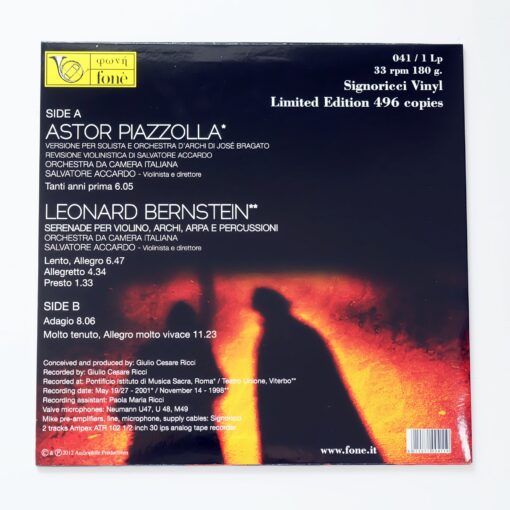 φωνή
fonè
041 / 1 Lp
33 rpm 180 g.
Signoricci Vinyl
Limited Edition 496 copies
SIDE A
ASTOR PIAZZOLLA*
VERSIONE PER SOLISTA E ORCHESTRA D'ARCHI DI JOSÉ BRAGATO
REVISIONE VIOLINISTICA DI SALVATORE ACCARDO
ORCHESTRA DA CAMERA ITALIANA
SALVATORE ACCARDO - Violinista e direttore
Tanti anni prima 6.05
LEONARD BERNSTEIN**
SERENADE PER VIOLINO, ARCHI, ARPA E PERCUSSIONI
ORCHESTRA DA CAMERA ITALIANA
SALVATORE ACCARDO - Violinista e direttore
Lento, Allegro 6.47
Allegretto 4.34
Presto 1.33
SIDE B
Adagio 8.06
Molto tenuto, Allegro molto vivace 11.23
Conceived and produced by: Giulio Cesare Ricci
Recorded by: Giulio Cesare Ricci
Recorded at: Pontificio Istituto di Musica Sacra, Roma* / Teatro Unione, Viterbo**
Recording date: May 19/27 - 2001* / November 14 - 1998**
Recording assistant: Paola Maria Ricci
Valve microphones: Neumann U47, U 48, M49
Mike pre-amplifiers, line, microphone, supply cables: Signoricci
2 tracks Ampex ATR 102 1/2 inch 30 ips analog tape recorder
© & ℗ 2012 Audiophile Productions
www.fone.it